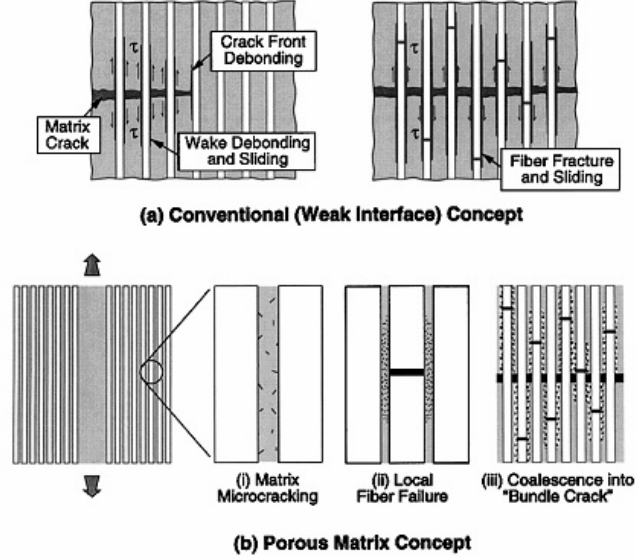 τ
Crack Front
Debonding
Matrix
Crack
τ
Wake Debonding
and Sliding
τ
τ
Fiber Fracture
and Sliding
(a) Conventional (Weak Interface) Concept
(i) Matrix
Microcracking
(ii) Local
Fiber Failure
(iii) Coalescence into
"Bundle Crack"
(b) Porous Matrix Concept